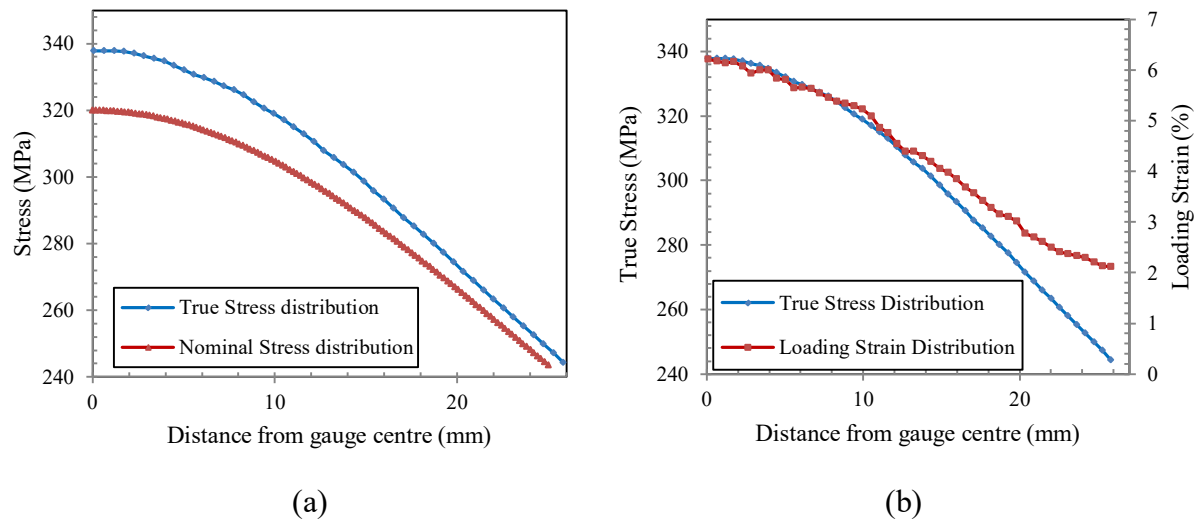 340
320
300
280
260
240
Stress (MPa)
True Stress distribution
Nominal Stress distribution
0
10
20
Distance from gauge centre (mm)
(a)
340
320
300
280
260
240
True Stress (MPa)
7
6
5
4
3
2
1
0
Loading Strain (%)
True Stress Distribution
Loading Strain Distribution
0
10
20
Distance from gauge centre (mm)
(b)